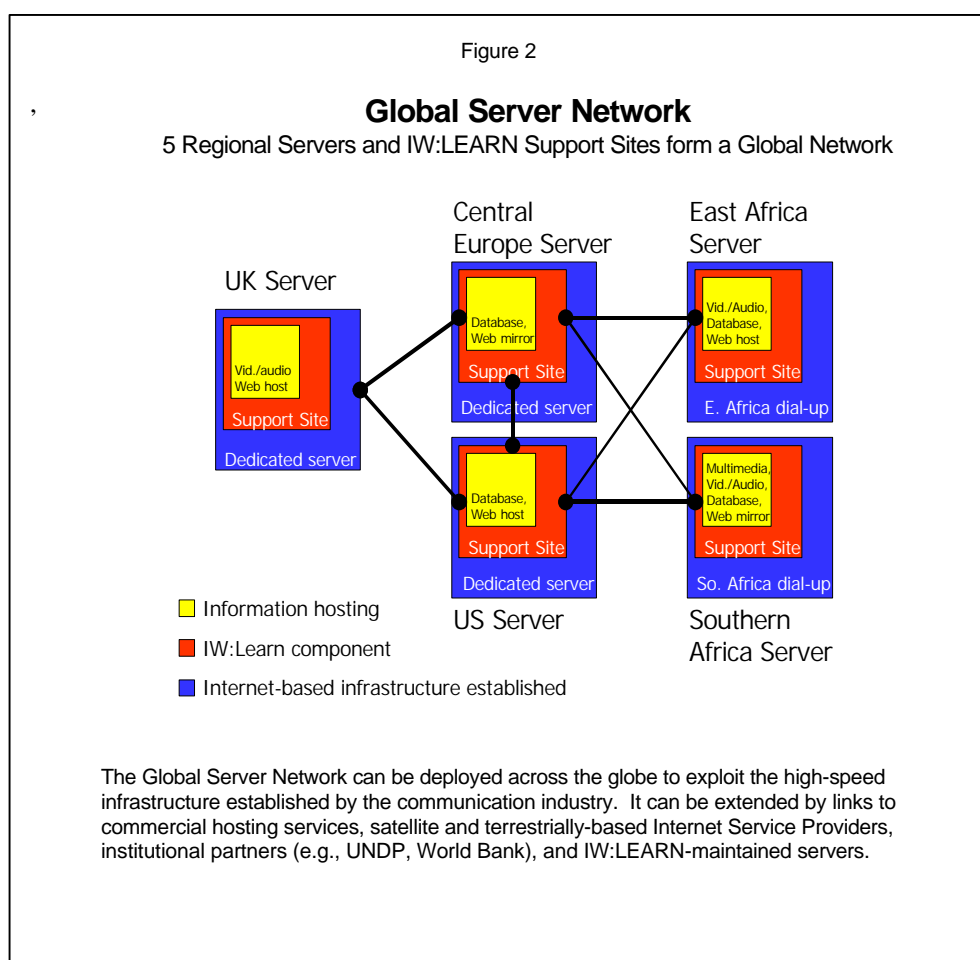 Figure 2
,
Global Server Network
5 Regional Servers and IW:LEARN Support Sites form a Global Network
UK Server
Vid./audio
Web host
Support Site
Dedicated server
Central
Europe Server
Database,
Web mirror
Support Site
Dedicated server
East Africa
Server
Vid./Audio,
Database,
Web host
Support Site
E. Africa dial-up
Database,
Web host
Support Site
Dedicated server
US Server
Multimedia,
Vid./Audio,
Database,
Web mirror
Support Site
So. Africa dial-up
Southern
Africa Server
Information hosting
IW:Learn component
Internet-based infrastructure established
The Global Server Network can be deployed across the globe to exploit the high-speed
infrastructure established by the communication industry.  It can be extended by links to
commercial hosting services, satellite and terrestrially-based Internet Service Providers,
institutional partners (e.g., UNDP, World Bank), and IW:LEARN-maintained servers.